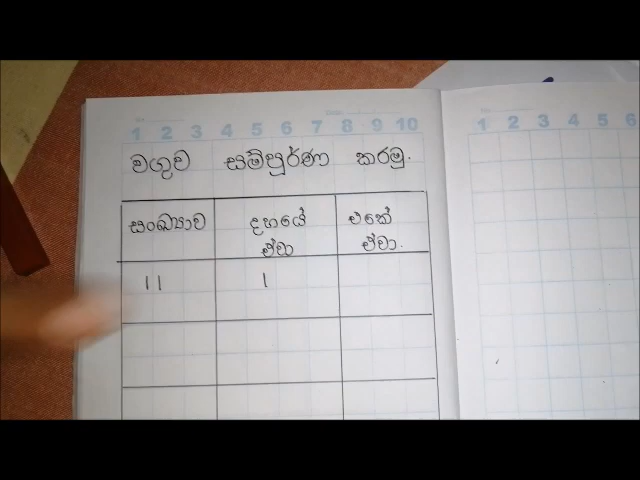 1 2 3 4 5 6 7 8 9 10
වගුව සම්පූර්ණ කරමු.
සංඛ්‍යාව දහයේ ඒවා එකේ ඒවා.
11 1
1 2 3 4 5 6